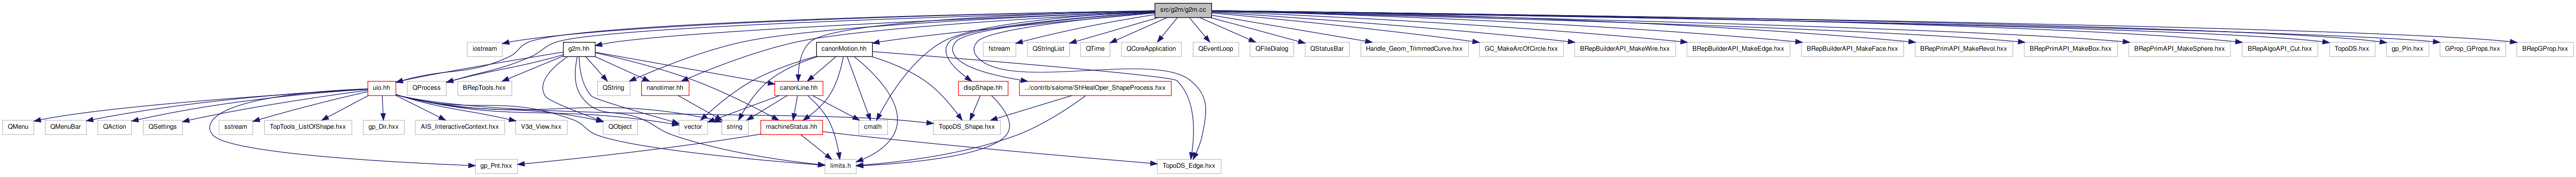 src/g2m/g2m.cc
iostream
g2m.hh
canonMotion.hh
fstream
QStringList
QTime
QCoreApplication
QEventLoop
QFileDialog
QStatusBar
Handle_Geom_TrimmedCurve.hxx
GC_MakeArcOfCircle.hxx
BRepBuilderAPI_MakeWire.hxx
BRepBuilderAPI_MakeEdge.hxx
BRepBuilderAPI_MakeFace.hxx
BRepPrimAPI_MakeRevol.hxx
BRepPrimAPI_MakeBox.hxx
BRepPrimAPI_MakeSphere.hxx
BRepAlgoAPI_Cut.hxx
TopoDS.hxx
gp_Pln.hxx
GProp_GProps.hxx
BRepGProp.hxx
uio.hh
QProcess
BRepTools.hxx
QString
nanotimer.hh
canonLine.hh
dispShape.hh
../contrib/salome/ShHealOper_ShapeProcess.hxx
QMenu
QMenuBar
QAction
QSettings
sstream
TopTools_ListOfShape.hxx
gp_Dir.hxx
AIS_InteractiveContext.hxx
V3d_View.hxx
QObject
vector
string
machineStatus.hh
cmath
TopoDS_Shape.hxx
gp_Pnt.hxx
limits.h
TopoDS_Edge.hxx